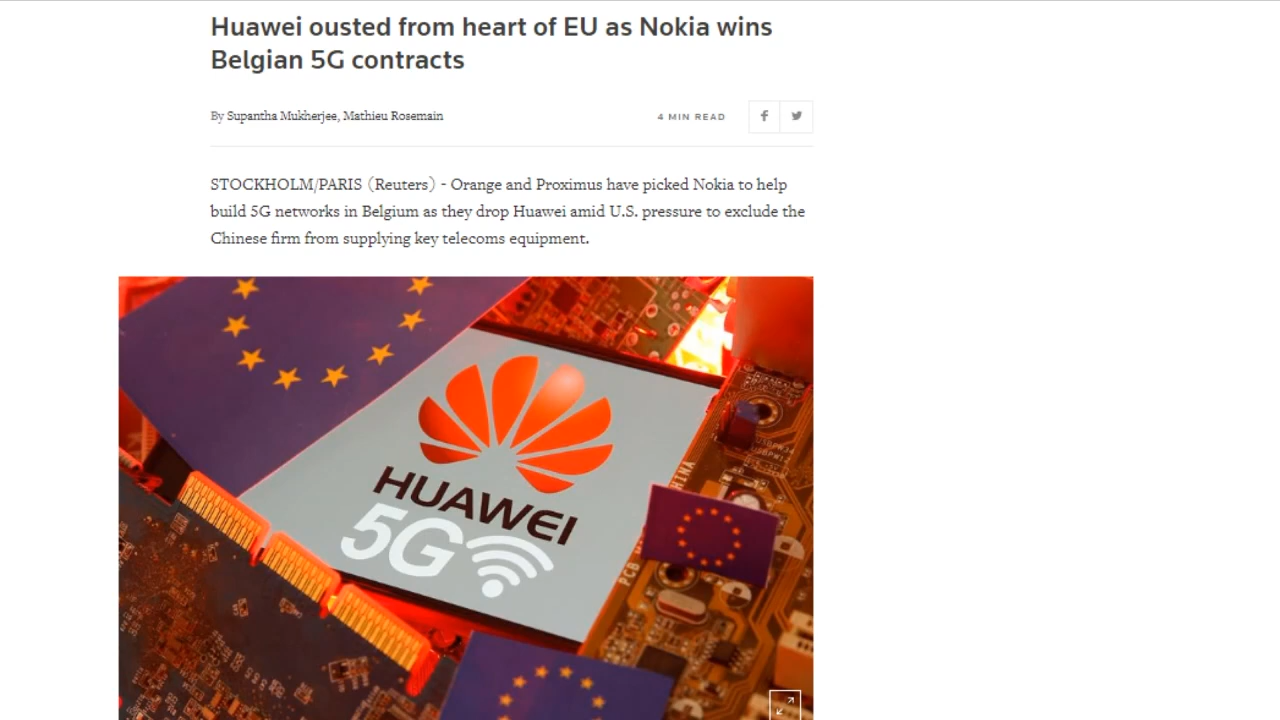 Huawei ousted from heart of EU as Nokia wins
Belgian 5G contracts
By Supantha Mukherjee, Mathieu Rosemain
4 MIN READ
STOCKHOLM/PARIS (Reuters) - Orange and Proximus have picked Nokia to help
build 5G networks in Belgium as they drop Huawei amid U.S. pressure to exclude the
Chinese firm from supplying key telecoms equipment.
HUAWEI
5G
PCB